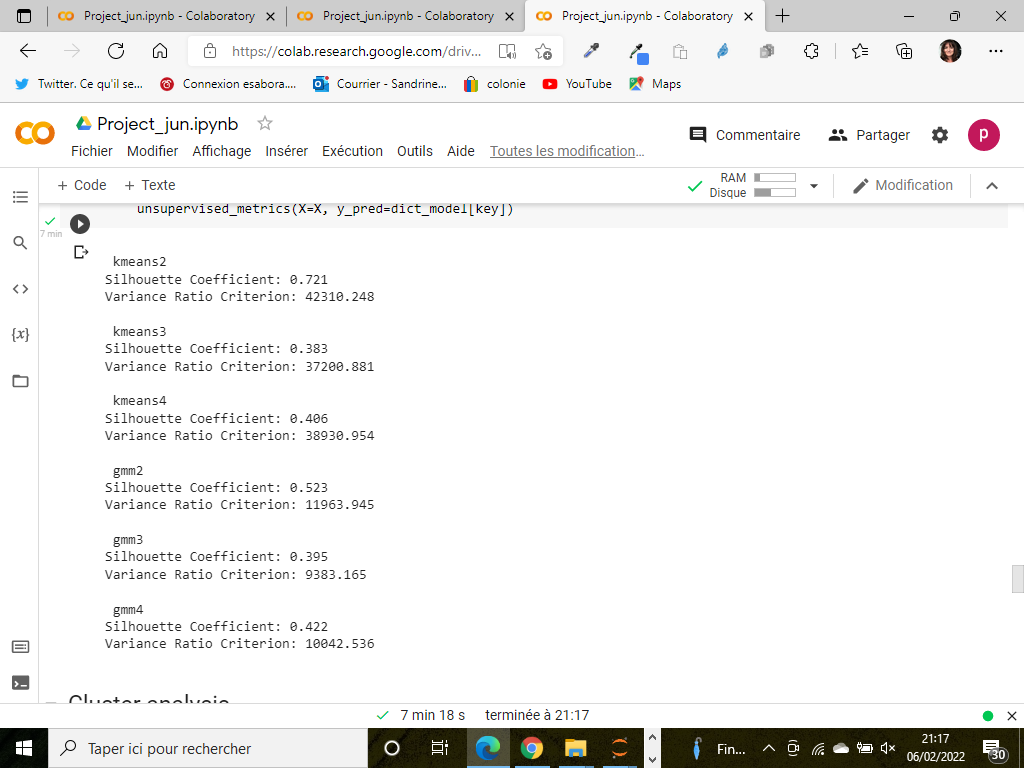 Project_jun.ipynb - Colaboratory
Project_jun.ipynb - Colaboratory
Project_jun.ipynb - Colaboratory
https://colab.research.google.com/driv...
Twitter. Ce qu'il se... Connexion esabora.... Courrier - Sandrine... colonie YouTube Maps
Project_jun.ipynb
Commentaire Partager P
Fichier Modifier Affichage Insérer Exécution Outils Aide Toutes les modification...
+ Code + Texte RAM Disque Modification
unsupervised_metrics(X=X, y_pred=dict_model[key])
7 min
{x}
kmeans2
Silhouette Coefficient: 0.721
Variance Ratio Criterion: 42310.248
kmeans3
Silhouette Coefficient: 0.383
Variance Ratio Criterion: 37200.881
kmeans4
Silhouette Coefficient: 0.406
Variance Ratio Criterion: 38930.954
gmm2
Silhouette Coefficient: 0.523
Variance Ratio Criterion: 11963.945
gmm3
Silhouette Coefficient: 0.395
Variance Ratio Criterion: 9383.165
gmm4
Silhouette Coefficient: 0.422
Variance Ratio Criterion: 10042.536
Cluster analysis
7 min 18 s terminée à 21:17
Taper ici pour rechercher
Fin...
21:17
06/02/2022
30